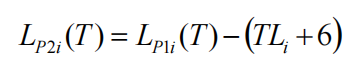 L_{P2i}(T) = L_{P1i}(T) − (TL_i + 6)